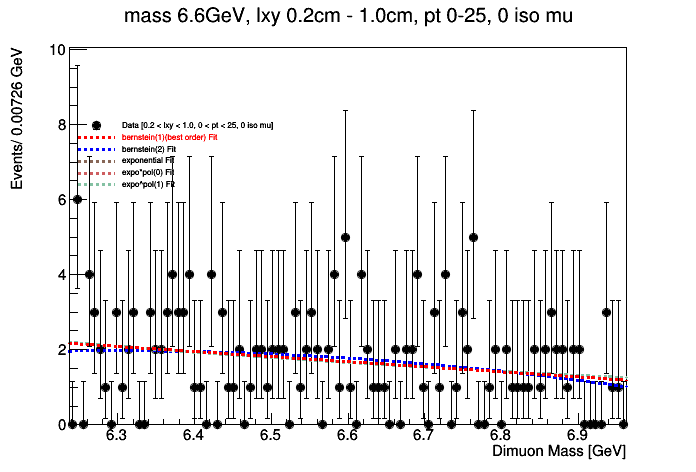 mass 6.6GeV, lxy 0.2cm - 1.0cm, pt 0-25, 0 iso mu
Events/ 0.00726 GeV
10
8
6
4
2
0
Data [0.2 < lxy < 1.0, 0 < pt < 25, 0 iso mu]
bernstein(1)(best order) Fit
bernstein(2) Fit
exponential Fit
expo*pol(0) Fit
expo*pol(1) Fit
6.3 6.4 6.5 6.6 6.7 6.8 6.9
Dimuon Mass [GeV]